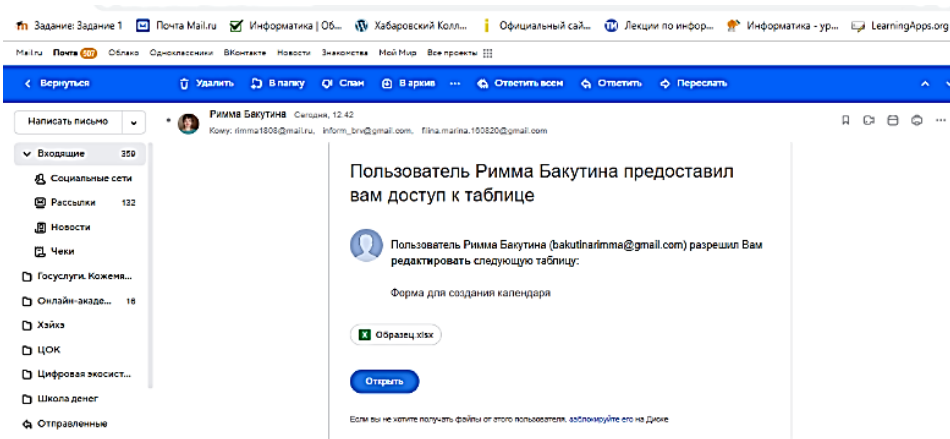 Задание: Задание 1 Почта Mail.ru Информатика | Об... Хабаровский Колл... Официальный сай... Лекции по инфор... Информатика - ур... LearningApps.org
Mail.ru Почта 507 Облако Одноклассники ВКонтакте Новости Знакомства Мой Мир Все проекты
Вернуться Удалить В папку Спам В архив ... Ответить всем Ответить Переслать
Написать письмо
Римма Бакутина Сегодня, 12:42
Кому: rimma1808@mail.ru, inform_brv@gmail.com, filina.marina.160820@gmail.com
Входящие 359
Социальные сети
Рассылки 132
Новости
Чеки
Госуслуги. Кожемя...
Онлайн-акаде... 16
Хэйхэ
ЦОК
Цифровая экосист...
Школа денег
Отправленные
Пользователь Римма Бакутина предоставил
вам доступ к таблице
Пользователь Римма Бакутина (bakutinarimma@gmail.com) разрешил Вам
редактировать следующую таблицу:
Форма для создания календаря
Образец.xlsx
Открыть
Если вы не хотите получать файлы от этого пользователя, заблокируйте его на Диске